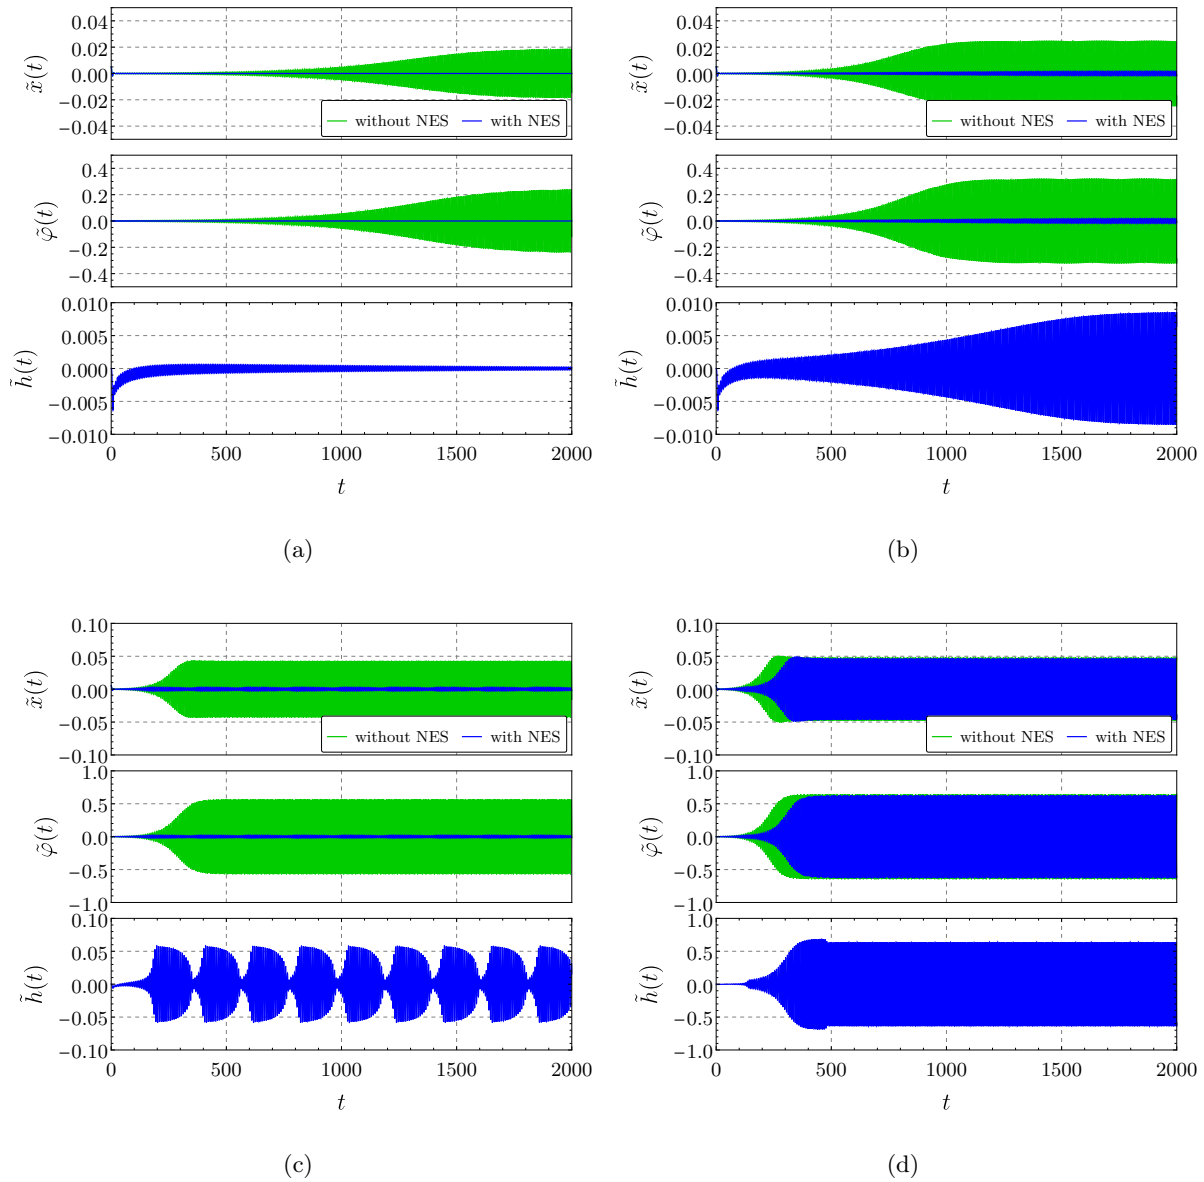 0.04
0.02
0.00
−0.02
−0.04
x̃(t)
without NES with NES
0.4
0.2
0.0
−0.2
−0.4
φ̃(t)
0.010
0.005
0.000
−0.005
−0.010
h̃(t)
0 500 1000 1500 2000
t
(a)
0.04
0.02
0.00
−0.02
−0.04
x̃(t)
without NES with NES
0.4
0.2
0.0
−0.2
−0.4
φ̃(t)
0.010
0.005
0.000
−0.005
−0.010
h̃(t)
0 500 1000 1500 2000
t
(b)
0.10
0.05
0.00
−0.05
−0.10
x̃(t)
without NES with NES
1.0
0.5
0.0
−0.5
−1.0
φ̃(t)
0.10
0.05
0.00
−0.05
−0.10
h̃(t)
0 500 1000 1500 2000
t
(c)
0.10
0.05
0.00
−0.05
−0.10
x̃(t)
without NES with NES
1.0
0.5
0.0
−0.5
−1.0
φ̃(t)
1.0
0.5
0.0
−0.5
−1.0
h̃(t)
0 500 1000 1500 2000
t
(d)